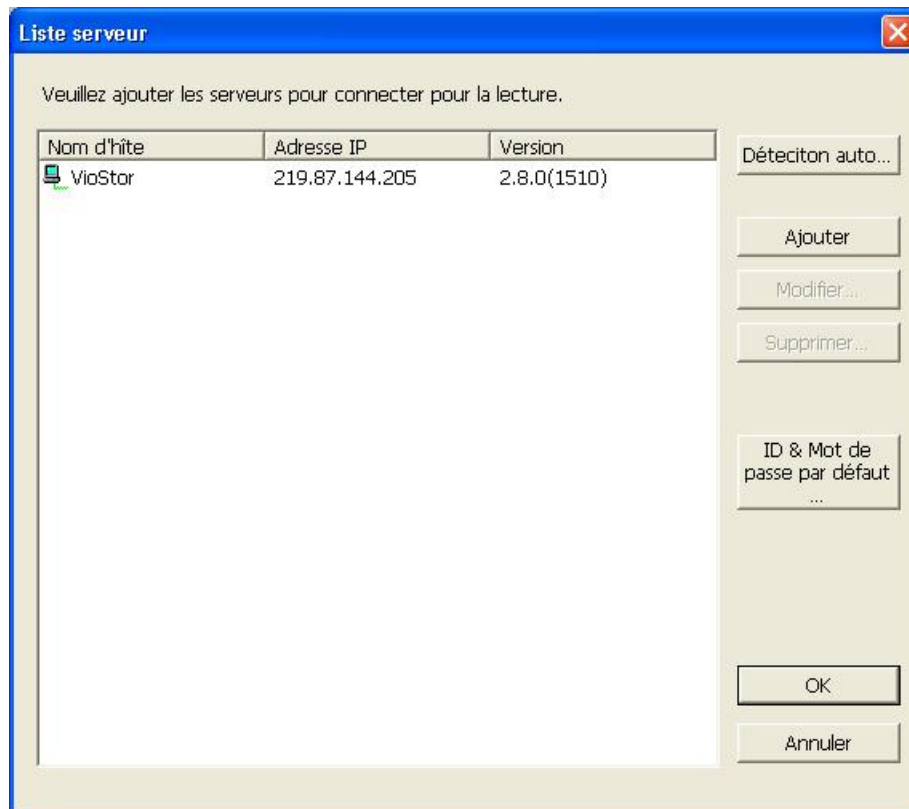 Liste serveur
Veuillez ajouter les serveurs pour connecter pour la lecture.
Nom d'hîte Adresse IP Version
VioStor 219.87.144.205 2.8.0(1510)
Déteciton auto...
Ajouter
Modifier...
Supprimer...
ID & Mot de
passe par défaut
...
OK
Annuler